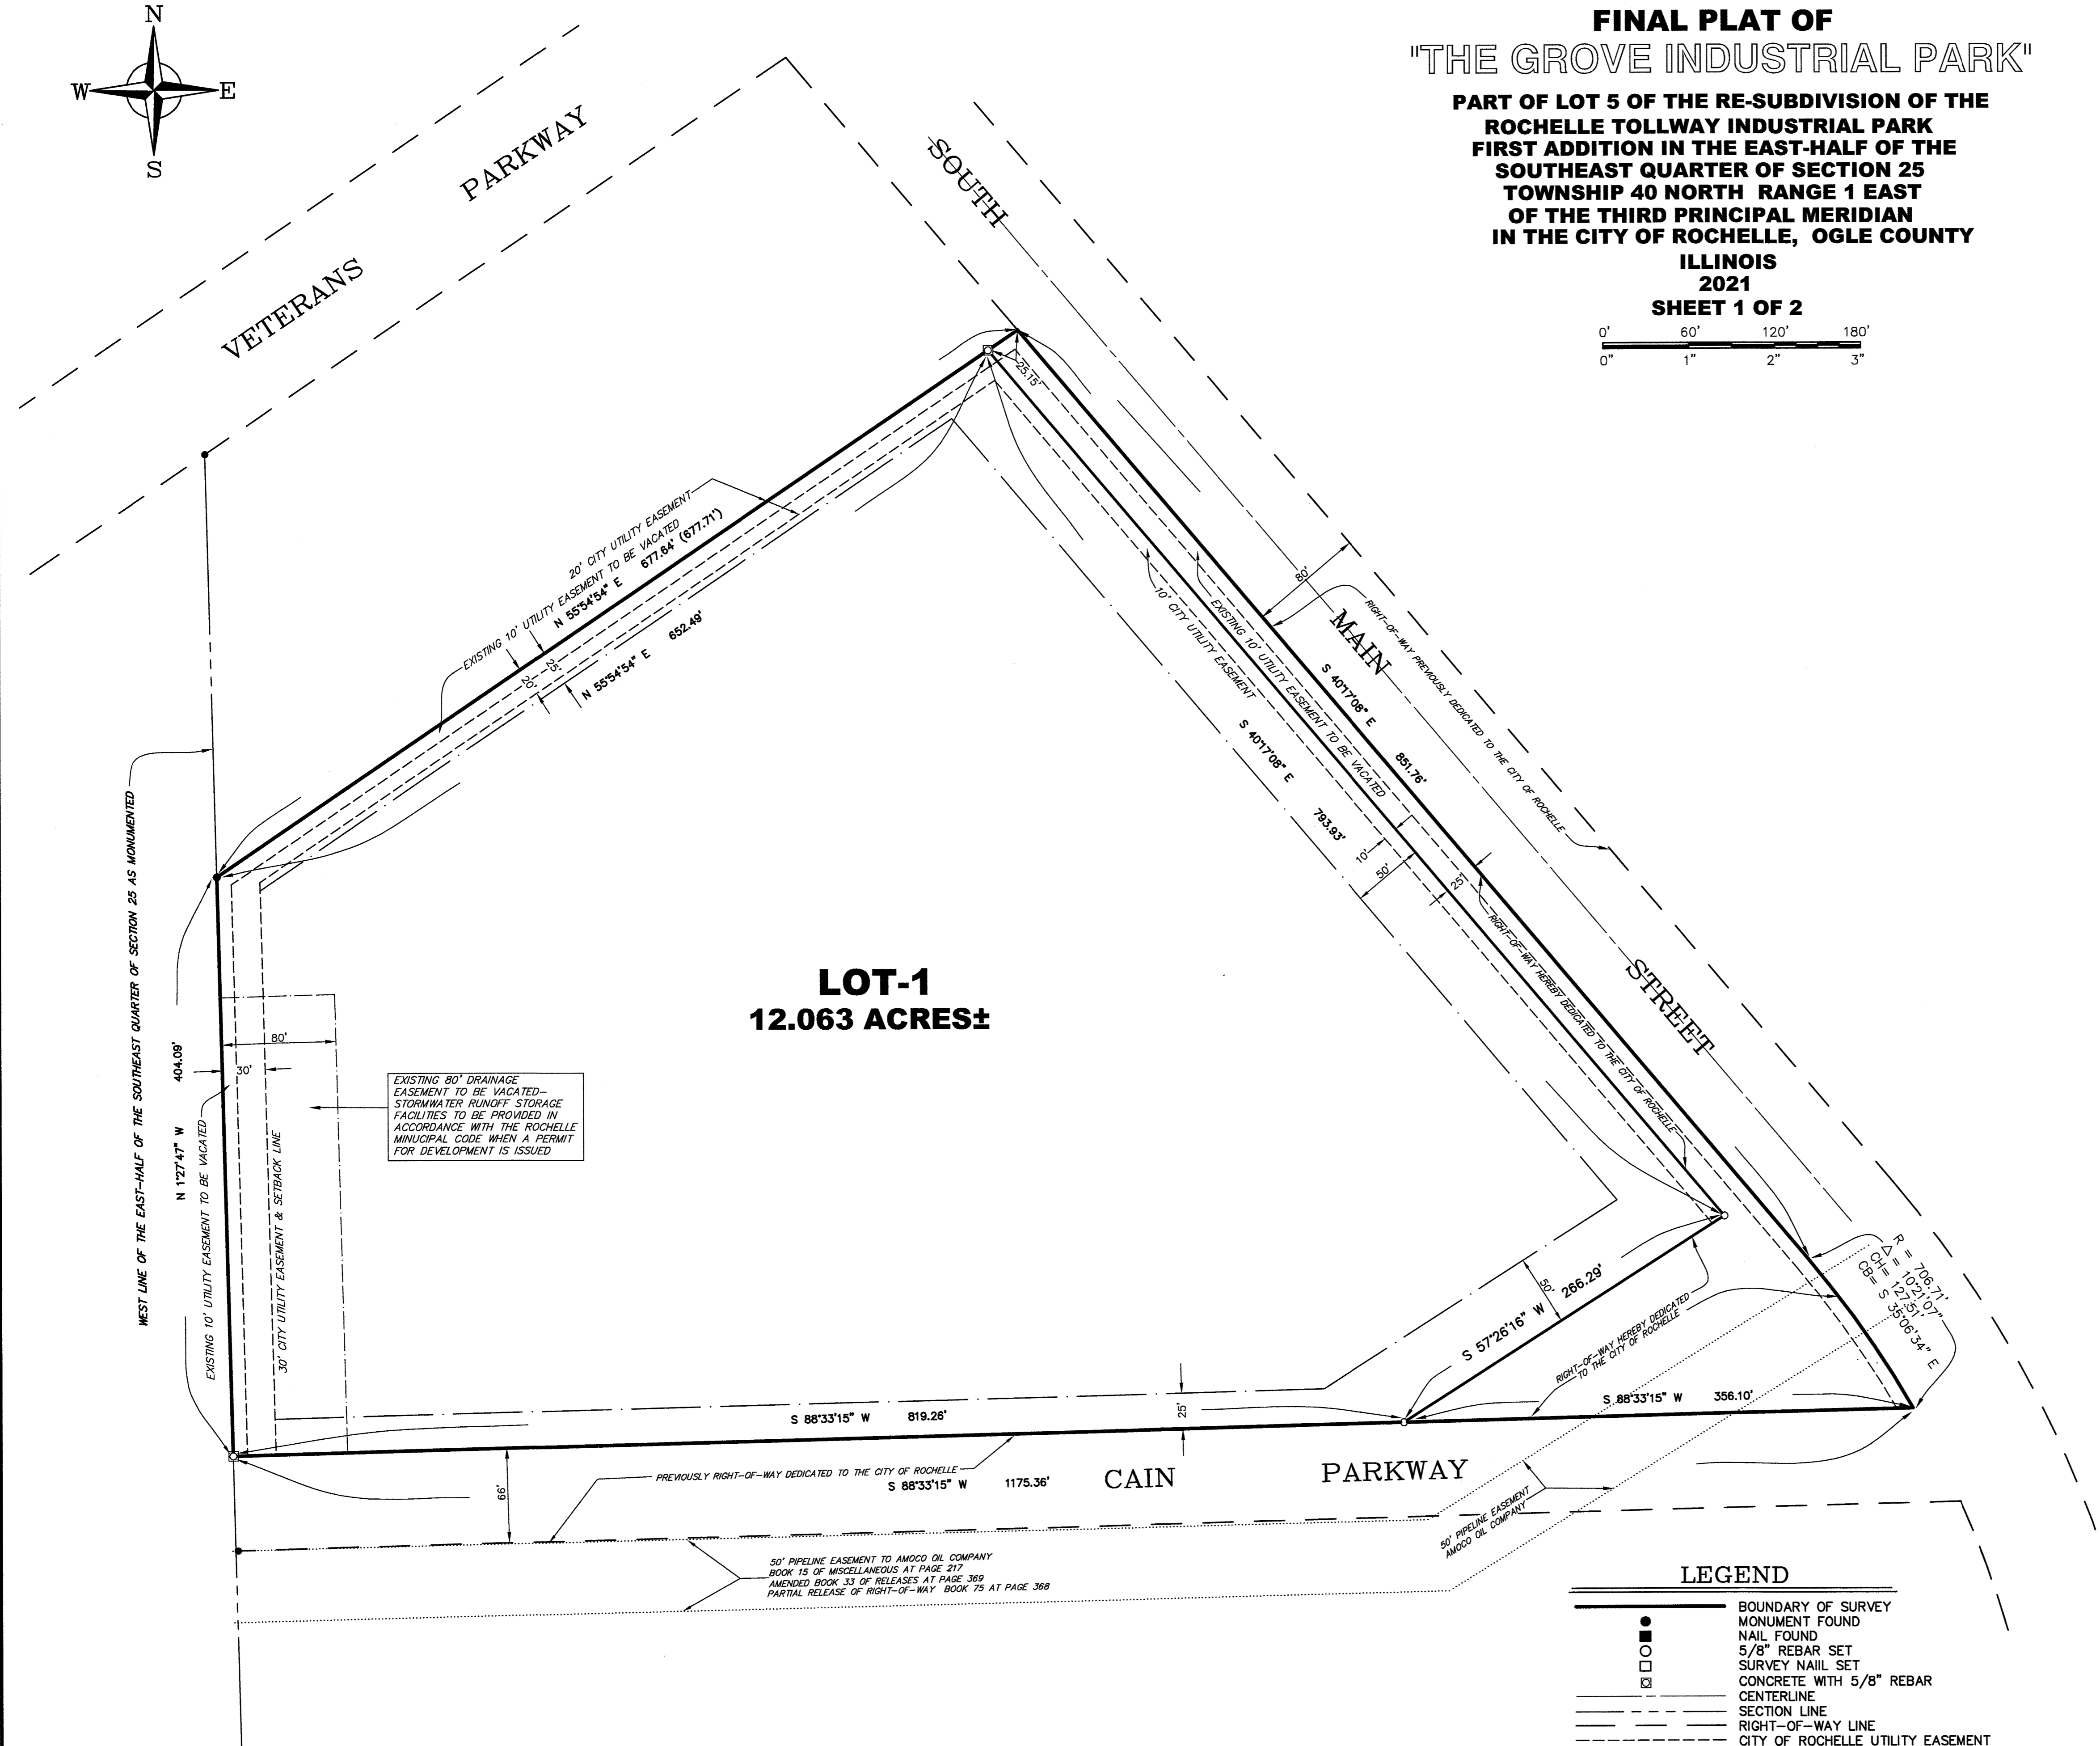 N
W
E
S
FINAL PLAT OF
"THE GROVE INDUSTRIAL PARK"
PART OF LOT 5 OF THE RE-SUBDIVISION OF THE
ROCHELLE TOLLWAY INDUSTRIAL PARK
FIRST ADDITION IN THE EAST-HALF OF THE
SOUTHEAST QUARTER OF SECTION 25
TOWNSHIP 40 NORTH RANGE 1 EAST
OF THE THIRD PRINCIPAL MERIDIAN
IN THE CITY OF ROCHELLE, OGLE COUNTY
ILLINOIS
2021
SHEET 1 OF 2
0' 60' 120' 180'
0" 1" 2" 3"
VETERANS PARKWAY
SOUTH MAIN STREET
25.15'
20' CITY UTILITY EASEMENT
EXISTING 10' UTILITY EASEMENT TO BE VACATED
N 55°54'54" E 677.64' (677.71')
25'
20'
N 55°54'54" E 652.49'
80'
RIGHT-OF-WAY PREVIOUSLY DEDICATED TO THE CITY OF ROCHELLE
10' CITY UTILITY EASEMENT
EXISTING 10' UTILITY EASEMENT TO BE VACATED
S 40°17'08" E 851.76'
S 40°17'08" E 793.93'
10'
50'
25'
RIGHT-OF-WAY HEREBY DEDICATED TO THE CITY OF ROCHELLE
WEST LINE OF THE EAST-HALF OF THE SOUTHEAST QUARTER OF SECTION 25 AS MONUMENTED
N 1°27'47" W 404.09'
EXISTING 10' UTILITY EASEMENT TO BE VACATED
30' CITY UTILITY EASEMENT & SETBACK LINE
80'
30'
LOT-1
12.063 ACRES±
EXISTING 80' DRAINAGE
EASEMENT TO BE VACATED-
STORMWATER RUNOFF STORAGE
FACILITIES TO BE PROVIDED IN
ACCORDANCE WITH THE ROCHELLE
MINUCIPAL CODE WHEN A PERMIT
FOR DEVELOPMENT IS ISSUED
R = 706.71'
Δ = 10°21'07"
CH= 127.51'
CB= S 35°06'34" E
50'
S 57°26'16" W 266.29'
RIGHT-OF-WAY HEREBY DEDICATED
TO THE CITY OF ROCHELLE
S 88°33'15" W 819.26'
25'
S 88°33'15" W 356.10'
66'
PREVIOUSLY RIGHT-OF-WAY DEDICATED TO THE CITY OF ROCHELLE
S 88°33'15" W 1175.36'
CAIN PARKWAY
50' PIPELINE EASEMENT
AMOCO OIL COMPANY
50' PIPELINE EASEMENT TO AMOCO OIL COMPANY
BOOK 15 OF MISCELLANEOUS AT PAGE 217
AMENDED BOOK 33 OF RELEASES AT PAGE 369
PARTIAL RELEASE OF RIGHT-OF-WAY BOOK 75 AT PAGE 368
LEGEND
BOUNDARY OF SURVEY
MONUMENT FOUND
NAIL FOUND
5/8" REBAR SET
SURVEY NAIIL SET
CONCRETE WITH 5/8" REBAR
CENTERLINE
SECTION LINE
RIGHT-OF-WAY LINE
CITY OF ROCHELLE UTILITY EASEMENT